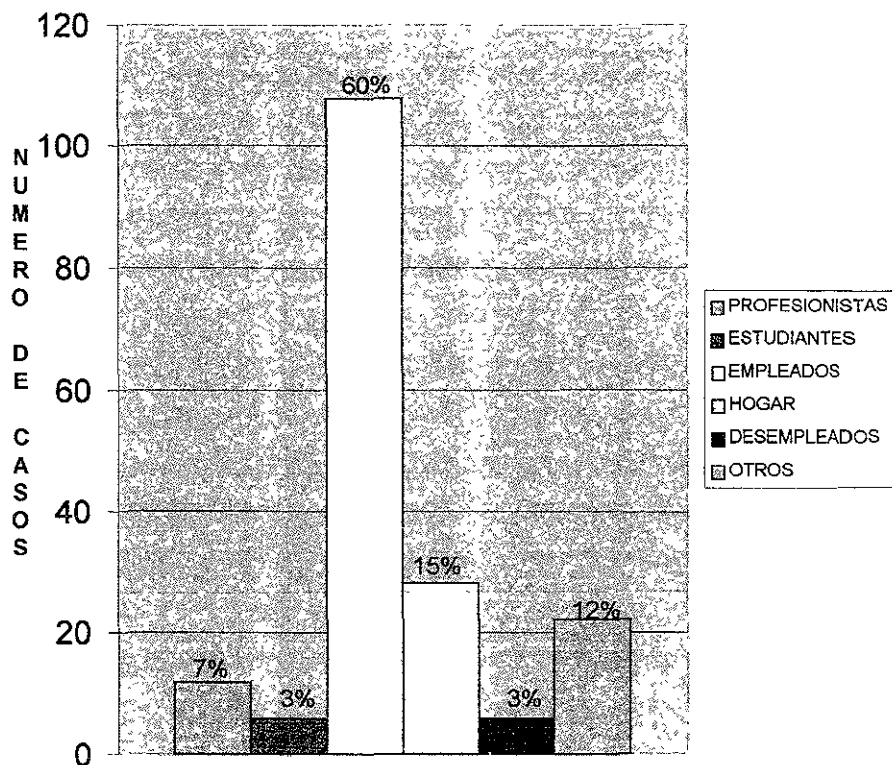 120
100
80
60
40
20
0
NUMERO DE CASOS
7%
3%
60%
15%
3%
12%
PROFESIONISTAS
ESTUDIANTES
EMPLEADOS
HOGAR
DESEMPLEADOS
OTROS